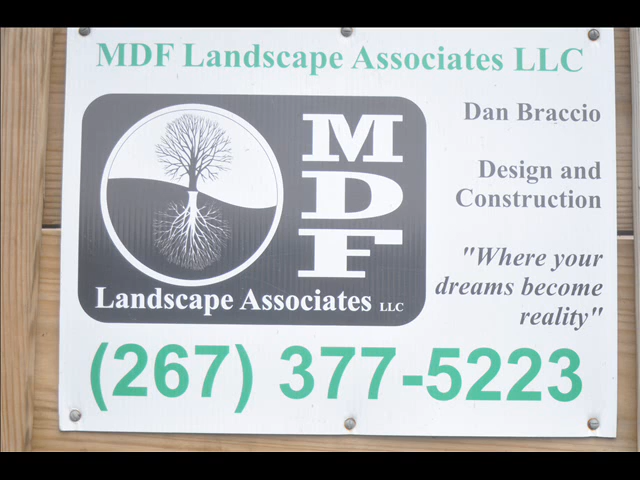 MDF Landscape Associates LLC
M
D
F
Landscape Associates LLC
Dan Braccio
Design and
Construction
"Where your
dreams become
reality"
(267) 377-5223